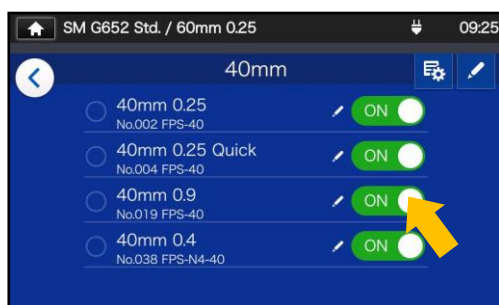 SM G652 Std. / 60mm 0.25 09:25
40mm
40mm 0.25
No.002 FPS-40
ON
40mm 0.25 Quick
No.004 FPS-40
ON
40mm 0.9
No.019 FPS-40
ON
40mm 0.4
No.038 FPS-N4-40
ON